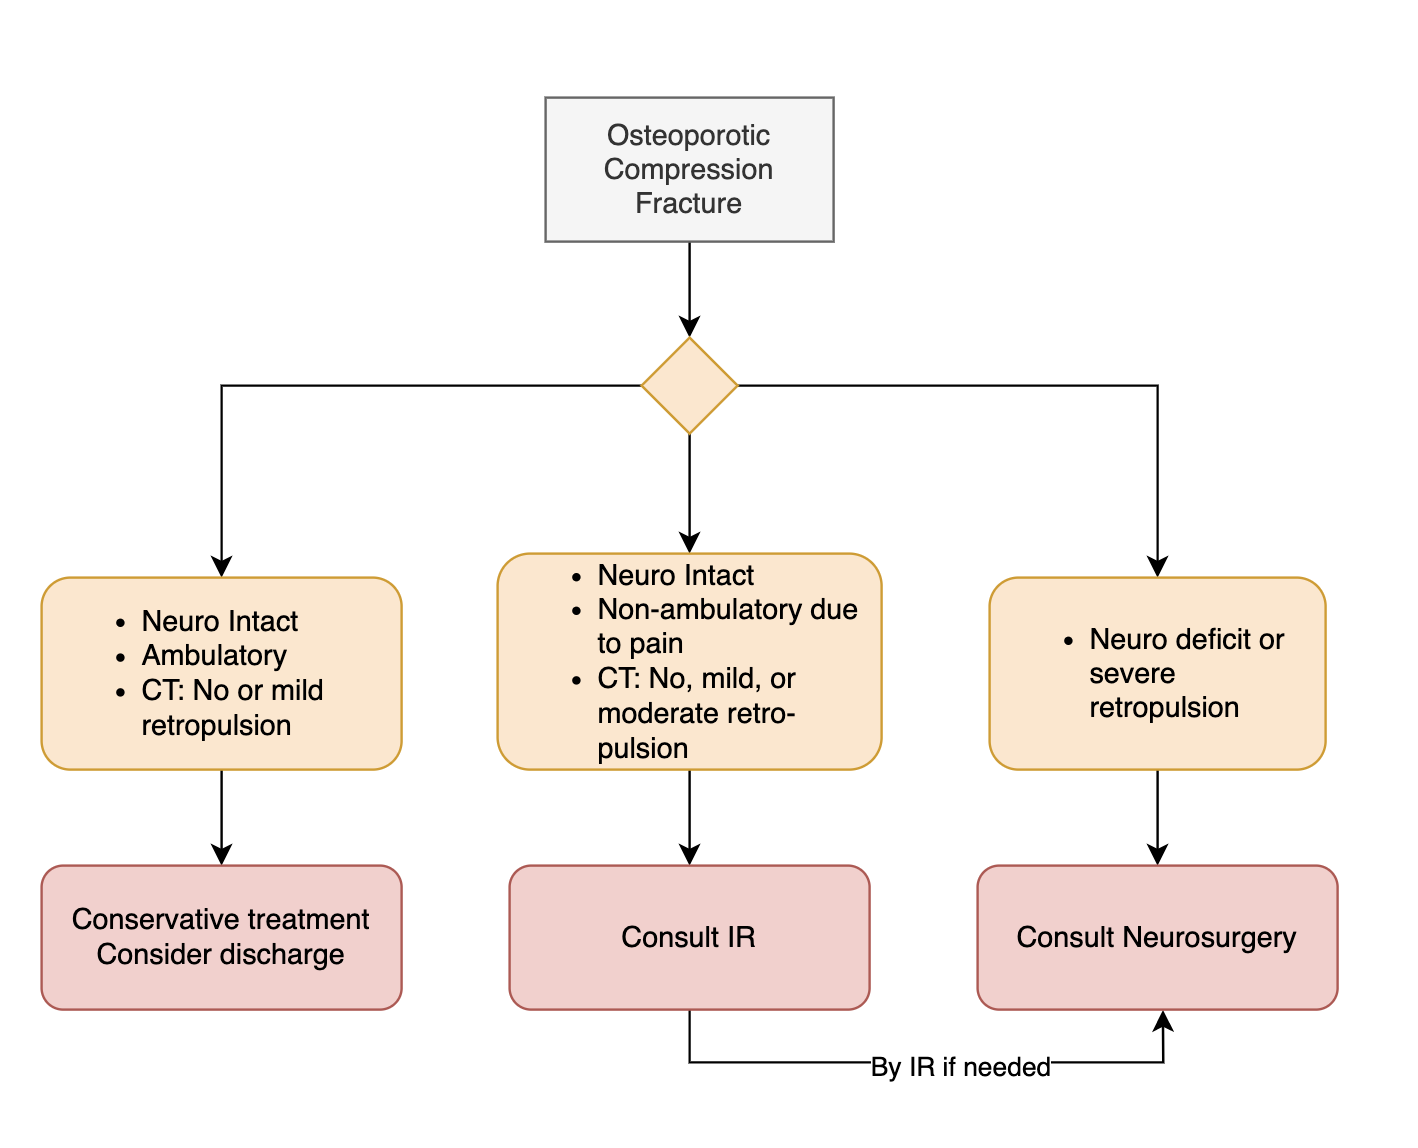 Osteoporotic
Compression
Fracture
• Neuro Intact
• Ambulatory
• CT: No or mild
retropulsion
• Neuro Intact
• Non-ambulatory due
to pain
• CT: No, mild, or
moderate retro-
pulsion
• Neuro deficit or
severe
retropulsion
Conservative treatment
Consider discharge
Consult IR
Consult Neurosurgery
By IR if needed